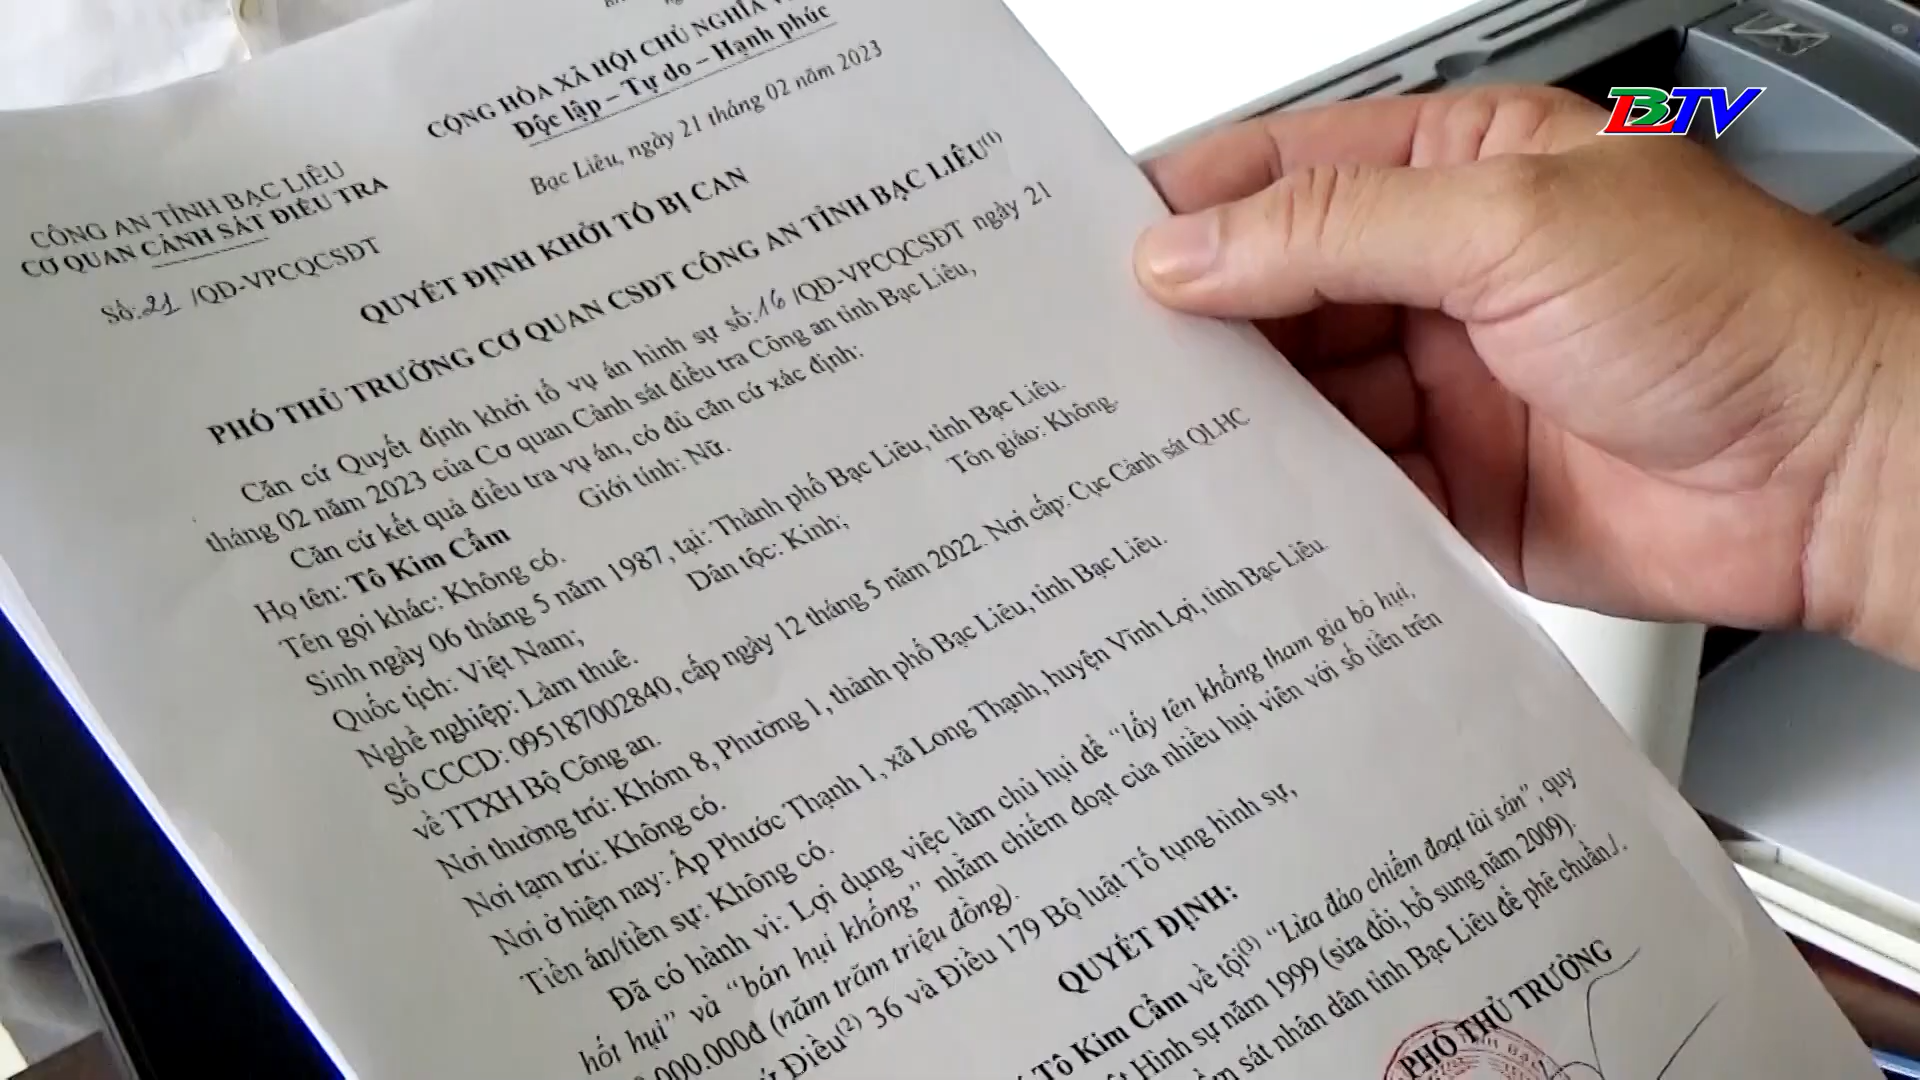 BTV
CỘNG HÒA XÃ HỘI CHỦ NGHĨA
Độc lập – Tự do – Hạnh phúc
Bạc Liêu, ngày 21 tháng 02 năm 2023
CÔNG AN TỈNH BẠC LIÊU
CƠ QUAN CẢNH SÁT ĐIỀU TRA
Số: 21 /QĐ-VPCQCSĐT
QUYẾT ĐỊNH KHỞI TỐ BỊ CAN
PHÓ THỦ TRƯỞNG CƠ QUAN CSĐT CÔNG AN TỈNH BẠC LIÊU(1)
Căn cứ Quyết định khởi tố vụ án hình sự số: 16 /QĐ-VPCQCSĐT ngày 21
tháng 02 năm 2023 của Cơ quan Cảnh sát điều tra Công an tỉnh Bạc Liêu,
Căn cứ kết quả điều tra vụ án, có đủ căn cứ xác định:
Họ tên: Tô Kim Cẩm Giới tính: Nữ.
Tên gọi khác: Không có.
Sinh ngày 06 tháng 5 năm 1987, tại: Thành phố Bạc Liêu, tỉnh Bạc Liêu.
Quốc tịch: Việt Nam; Dân tộc: Kinh; Tôn giáo: Không.
Nghề nghiệp: Làm thuê.
Số CCCD: 095187002840, cấp ngày 12 tháng 5 năm 2022. Nơi cấp: Cục Cảnh sát QLHC
về TTXH Bộ Công an.
Nơi thường trú: Khóm 8, Phường 1, thành phố Bạc Liêu, tỉnh Bạc Liêu.
Nơi tạm trú: Không có.
Nơi ở hiện nay: Ấp Phước Thạnh 1, xã Long Thạnh, huyện Vĩnh Lợi, tỉnh Bạc Liêu.
Tiền án/tiền sự: Không có.
Đã có hành vi: Lợi dụng việc làm chủ hụi để “lấy tên khống tham gia bỏ hụi,
hốt hụi” và “bán hụi khống” nhằm chiếm đoạt của nhiều hụi viên với số tiền trên
000.000đ (năm trăm triệu đồng).
Điều(2) 36 và Điều 179 Bộ luật Tố tụng hình sự,
QUYẾT ĐỊNH:
Tô Kim Cẩm về tội(3) “Lừa đảo chiếm đoạt tài sản”, quy
Hình sự năm 1999 (sửa đổi, bổ sung năm 2009).
sát nhân dân tỉnh Bạc Liêu để phê chuẩn./.
PHÓ THỦ TRƯỞNG